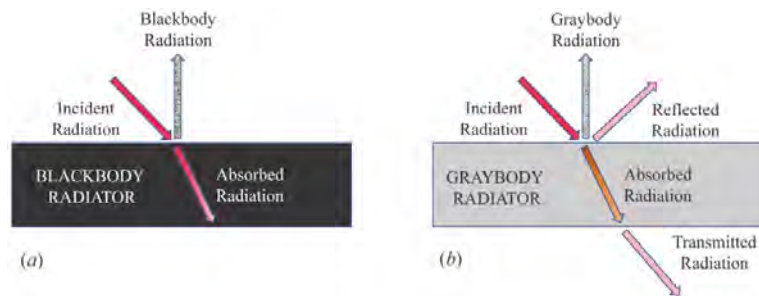 Blackbody
Radiation
Incident
Radiation
BLACKBODY
RADIATOR
Absorbed
Radiation
(a)
Graybody
Radiation
Incident
Radiation
Reflected
Radiation
GRAYBODY
RADIATOR
Absorbed
Radiation
Transmitted
Radiation
(b)